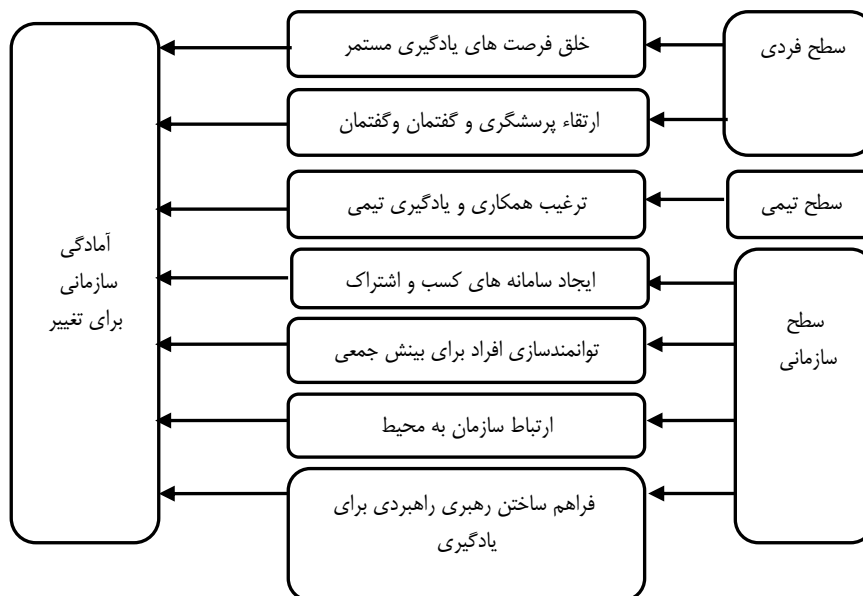 سطح فردی
خلق فرصت های یادگیری مستمر
ارتقاء پرسشگری و گفتمان وگفتمان
سطح تیمی
ترغیب همکاری و یادگیری تیمی
سطح
سازمانی
ایجاد سامانه های کسب و اشتراک
توانمندسازی افراد برای بینش جمعی
ارتباط سازمان به محیط
فراهم ساختن رهبری راهبردی برای
یادگیری
آمادگی
سازمانی
برای تغییر